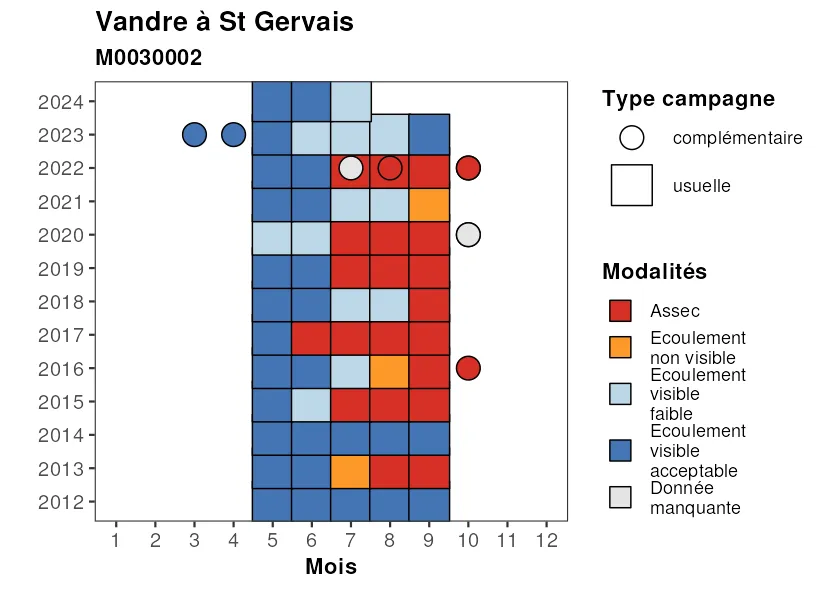 Vandre à St Gervais
M0030002
2024
2023
2022
2021
2020
2019
2018
2017
2016
2015
2014
2013
2012
1 2 3 4 5 6 7 8 9 10 11 12
Mois
Type campagne
complémentaire
usuelle
Modalités
Assec
Ecoulement
non visible
Ecoulement
visible
faible
Ecoulement
visible
acceptable
Donnée
manquante